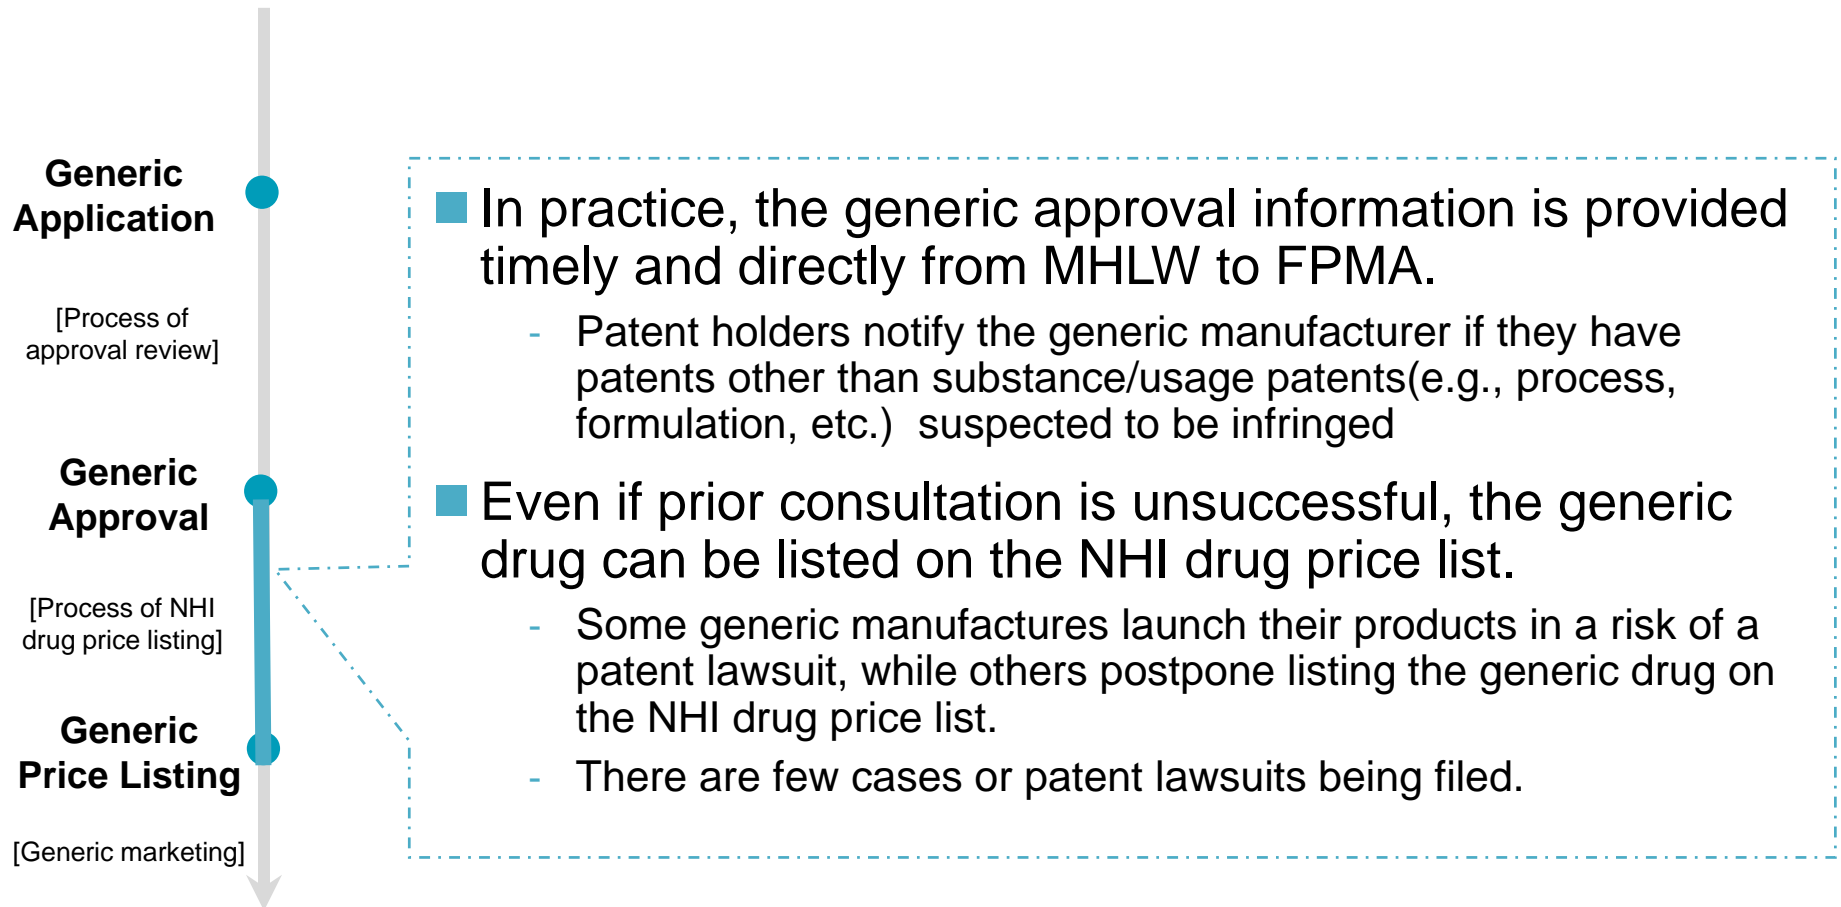 Generic
Application
[Process of
approval review]
Generic
Approval
[Process of NHI
drug price listing]
Generic
Price Listing
[Generic marketing]
In practice, the generic approval information is provided
timely and directly from MHLW to FPMA.
- Patent holders notify the generic manufacturer if they have
patents other than substance/usage patents(e.g., process,
formulation, etc.) suspected to be infringed
Even if prior consultation is unsuccessful, the generic
drug can be listed on the NHI drug price list.
- Some generic manufactures launch their products in a risk of a
patent lawsuit, while others postpone listing the generic drug on
the NHI drug price list.
- There are few cases or patent lawsuits being filed.